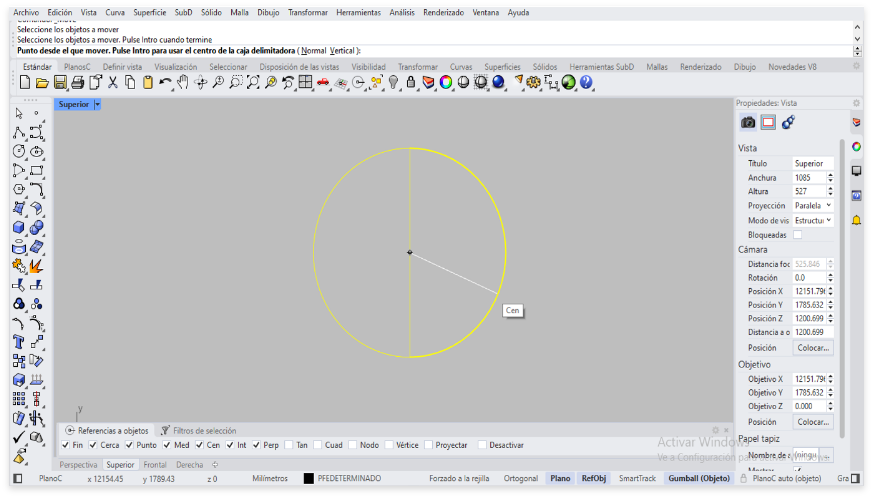 Archivo Edición Vista Curva Superficie SubD Sólido Malla Dibujo Transformar Herramientas Análisis Renderizado Ventana Ayuda
Seleccione los objetos a mover
Seleccione los objetos a mover. Pulse Intro cuando termine
Punto desde el que mover. Pulse Intro para usar el centro de la caja delimitadora ( Normal Vertical ):
Estándar PlanosC Definir vista Visualización Seleccionar Disposición de las vistas Visibilidad Transformar Curvas Superficies Sólidos Herramientas SubD Mallas Renderizado Dibujo Novedades V8
Superior
Propiedades: Vista
Vista
Título Superior
Anchura 1085
Altura 527
Proyección Paralela
Modo de vis Estructur
Bloqueadas
Cámara
Distancia foc 525.846
Rotación 0.0
Posición X 12151.796
Posición Y 1785.632
Posición Z 1200.699
Distancia a o 1200.699
Posición Colocar...
Objetivo
Objetivo X 12151.796
Objetivo Y 1785.632
Objetivo Z 0.000
Posición Colocar...
Papel tapiz
Nombre de a (ningu ...
Mostrar
Cen
y
Referencias a objetos Filtros de selección
Fin Cerca Punto Med Cen Int Perp Tan Cuad Nodo Vértice Proyectar Desactivar
Activar Windows
Ve a Configuración para activar Windows.
Perspectiva Superior Frontal Derecha
PlanoC x 12154.45 y 1789.43 z 0 Milímetros PREDETERMINADO Forzado a la rejilla Ortogonal Plano RefObj SmartTrack Gumball (Objeto) PlanoC auto (objeto) Gra